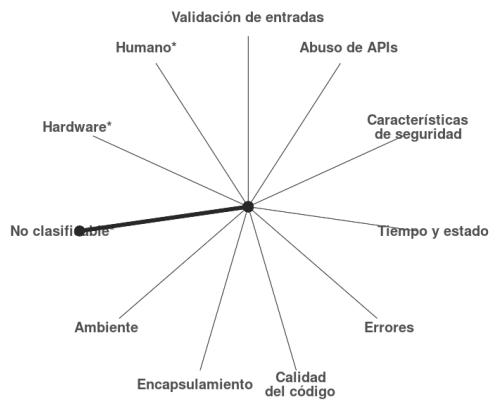 Validación de entradas
Humano*
Abuso de APIs
Hardware*
Características
de seguridad
No clasificable*
Tiempo y estado
Ambiente
Errores
Encapsulamiento
Calidad
del código